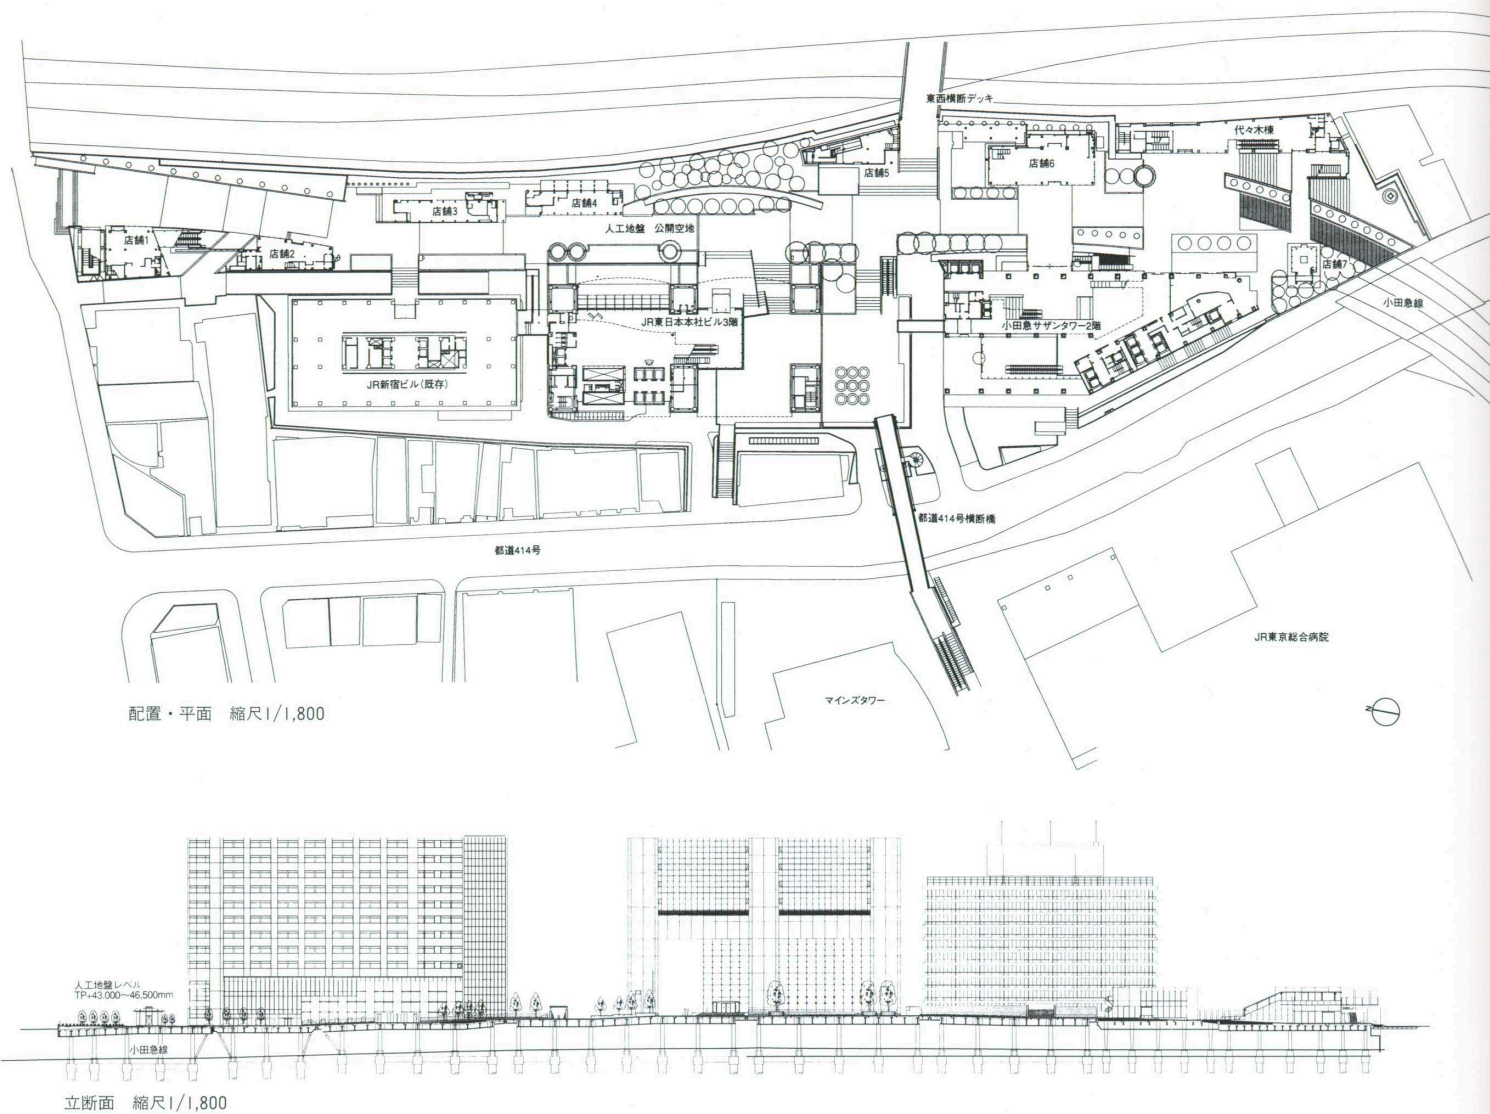 東西横断デッキ
代々木棟
店舗6
店舗5
店舗4
店舗3
人工地盤　公開空地
店舗1
店舗2
店舗7
小田急線
JR東日本本社ビル3階
小田急サザンタワー2階
JR新宿ビル(既存)
都道414号横断橋
都道414号
JR東京総合病院
マインズタワー
配置・平面　縮尺1/1,800
N
人工地盤レベル
TP+43.000〜46,500mm
小田急線
立断面　縮尺1/1,800